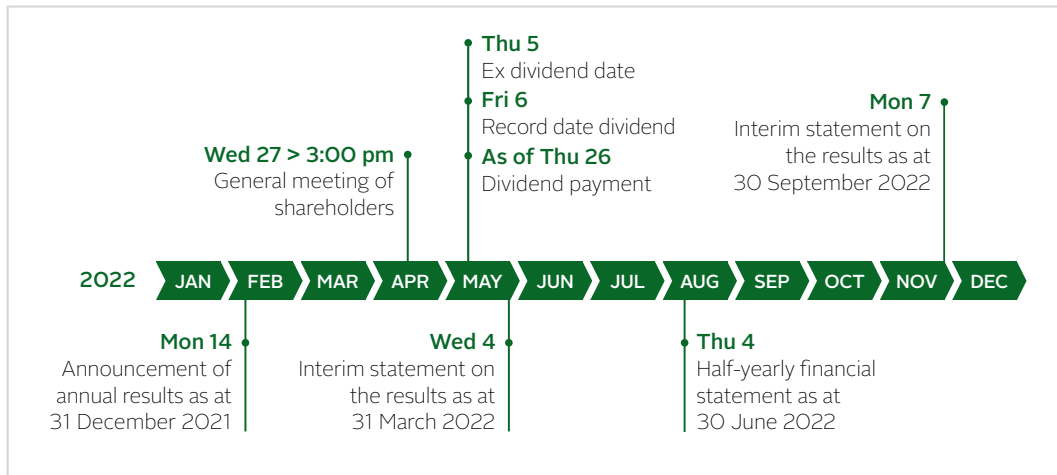 Thu 5
Ex dividend date
Fri 6
Record date dividend
As of Thu 26
Dividend payment
Mon 7
Interim statement on
the results as at
30 September 2022
Wed 27 > 3:00 pm
General meeting of
shareholders
2022
JAN
FEB
MAR
APR
MAY
JUN
JUL
AUG
SEP
OCT
NOV
DEC
Mon 14
Announcement of
annual results as at
31 December 2021
Wed 4
Interim statement on
the results as at
31 March 2022
Thu 4
Half-yearly financial
statement as at
30 June 2022